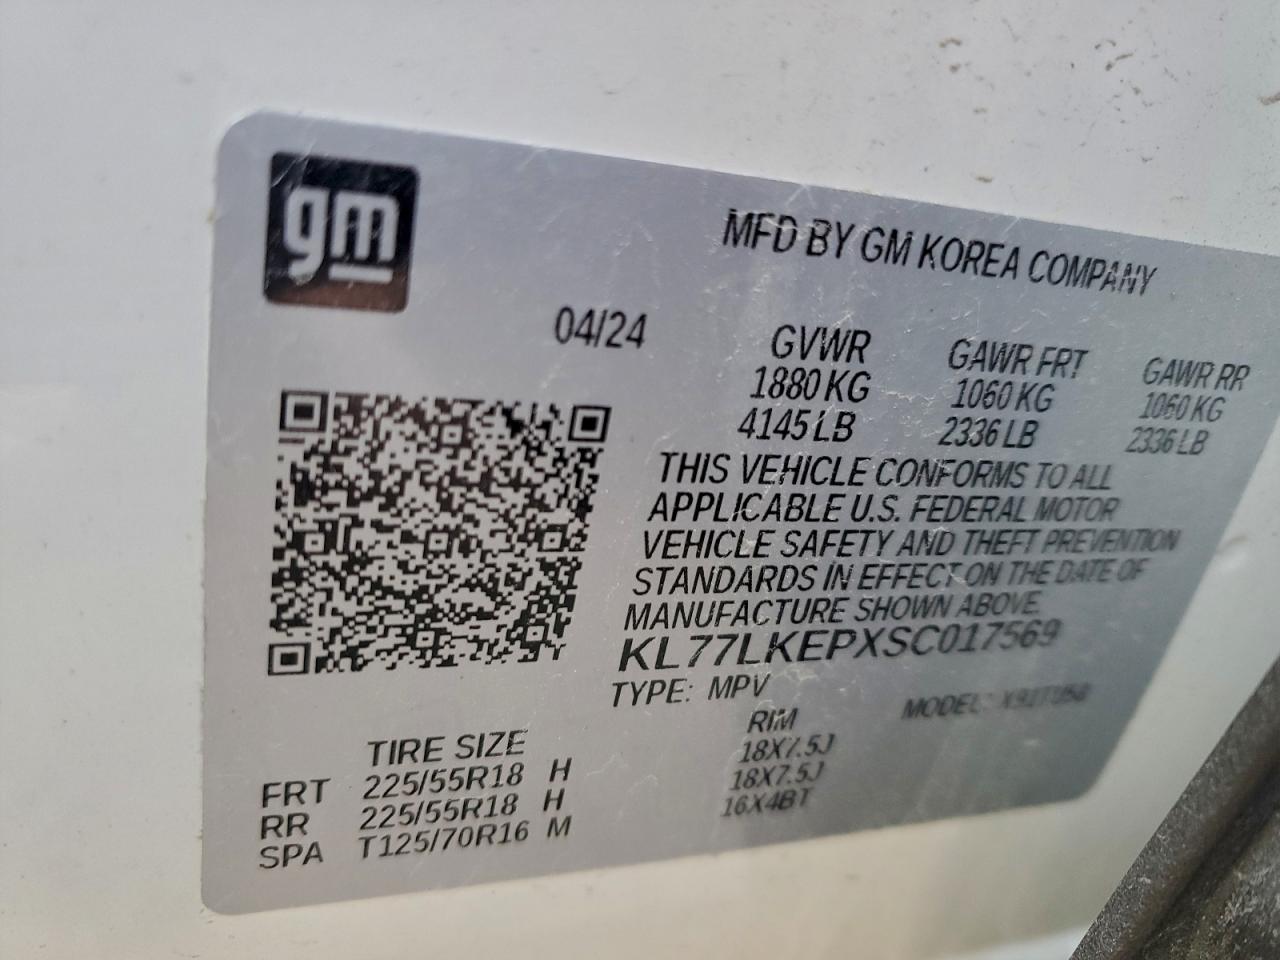 gm
MFD BY GM KOREA COMPANY
04/24
GVWR GAWR FRT GAWR RR
1880 KG 1060 KG 1060 KG
4145 LB 2336 LB 2336 LB
THIS VEHICLE CONFORMS TO ALL
APPLICABLE U.S. FEDERAL MOTOR
VEHICLE SAFETY AND THEFT PREVENTION
STANDARDS IN EFFECT ON THE DATE OF
MANUFACTURE SHOWN ABOVE.
KL77LKEPXSC017569
TYPE: MPV MODEL:
TIRE SIZE RIM
FRT 225/55R18 H 18X7.5J
RR 225/55R18 H 18X7.5J
SPA T125/70R16 M 16X4BT